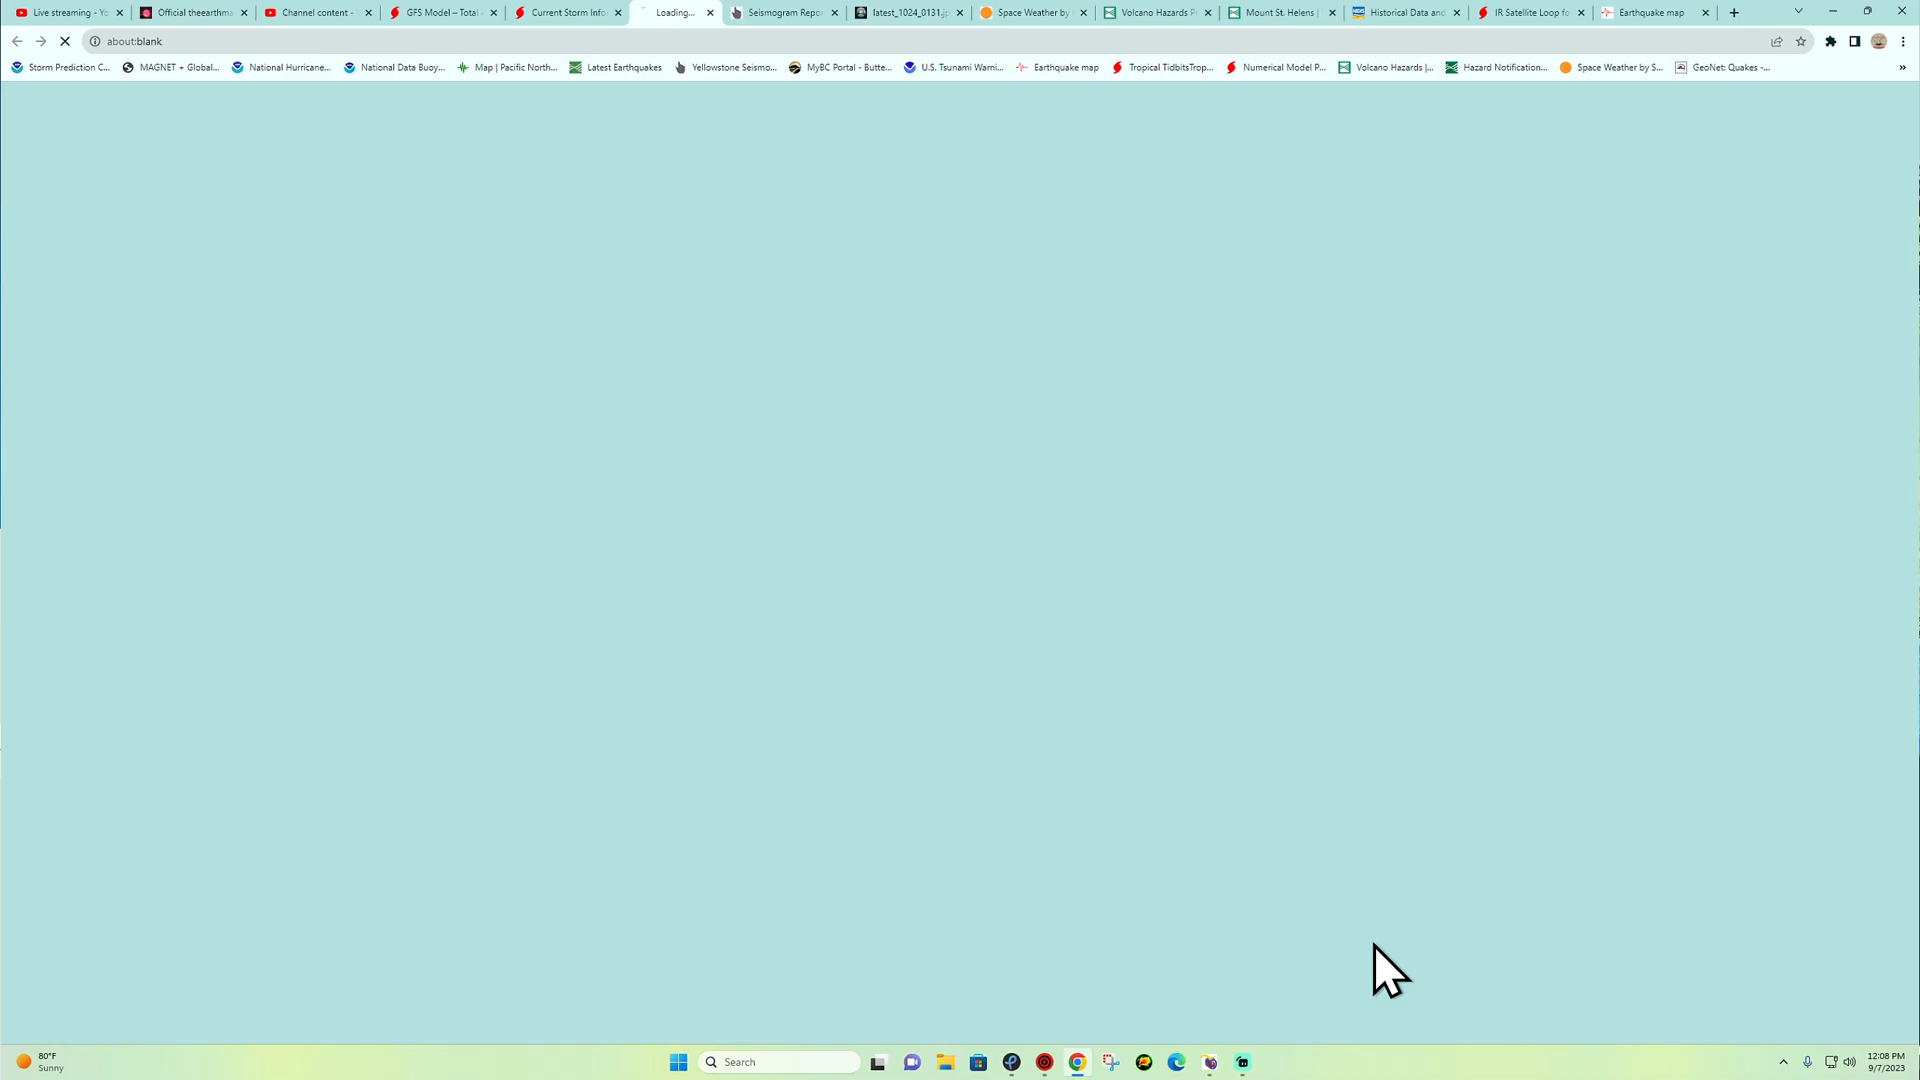 Live streaming - Yo
Official theearthma
Channel content -
GFS Model – Total
Current Storm Info
Loading...
Seismogram Repor
latest_1024_0131.jp
Space Weather by
Volcano Hazards P
Mount St. Helens |
Historical Data and
IR Satellite Loop fo
Earthquake map
about:blank
Storm Prediction C...
MAGNET + Global...
National Hurricane...
National Data Buoy...
Map | Pacific North...
Latest Earthquakes
Yellowstone Seismo...
MyBC Portal - Butte...
U.S. Tsunami Warni...
Earthquake map
Tropical TidbitsTrop...
Numerical Model P...
Volcano Hazards |...
Hazard Notification...
Space Weather by S...
GeoNet: Quakes -...
»
80°F
Sunny
Search
12:08 PM
9/7/2023